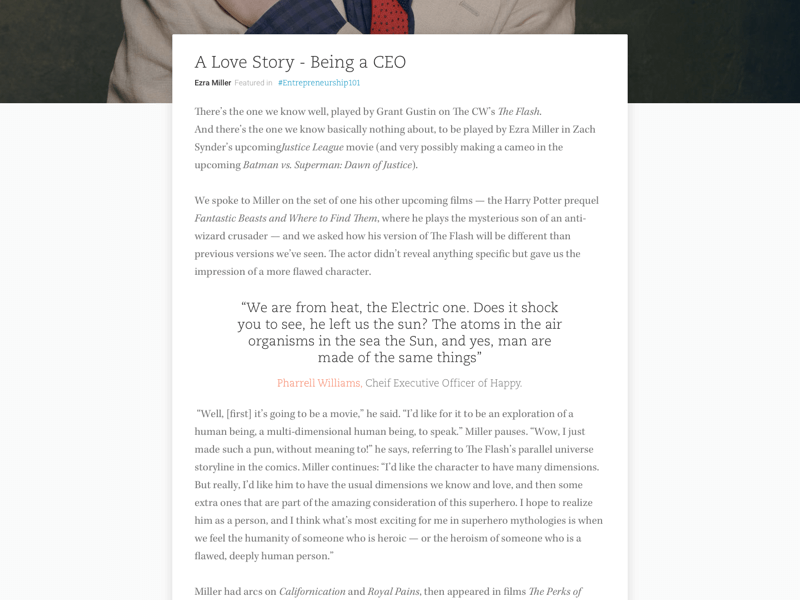 A Love Story - Being a CEO
Ezra Miller Featured in #Entrepreneurship101
There's the one we know well, played by Grant Gustin on The CW's The Flash.
And there's the one we know basically nothing about, to be played by Ezra Miller in Zach
Synder's upcomingJustice League movie (and very possibly making a cameo in the
upcoming Batman vs. Superman: Dawn of Justice).
We spoke to Miller on the set of one his other upcoming films — the Harry Potter prequel
Fantastic Beasts and Where to Find Them, where he plays the mysterious son of an anti-
wizard crusader — and we asked how his version of The Flash will be different than
previous versions we've seen. The actor didn't reveal anything specific but gave us the
impression of a more flawed character.
“We are from heat, the Electric one. Does it shock
you to see, he left us the sun? The atoms in the air
organisms in the sea the Sun, and yes, man are
made of the same things”
Pharrell Williams, Cheif Executive Officer of Happy.
“Well, [first] it's going to be a movie,” he said. “I'd like for it to be an exploration of a
human being, a multi-dimensional human being, to speak.” Miller pauses. “Wow, I just
made such a pun, without meaning to!” he says, referring to The Flash's parallel universe
storyline in the comics. Miller continues: “I'd like the character to have many dimensions.
But really, I'd like him to have the usual dimensions we know and love, and then some
extra ones that are part of the amazing consideration of this superhero. I hope to realize
him as a person, and I think what's most exciting for me in superhero mythologies is when
we feel the humanity of someone who is heroic — or the heroism of someone who is a
flawed, deeply human person.”
Miller had arcs on Californication and Royal Pains, then appeared in films The Perks of